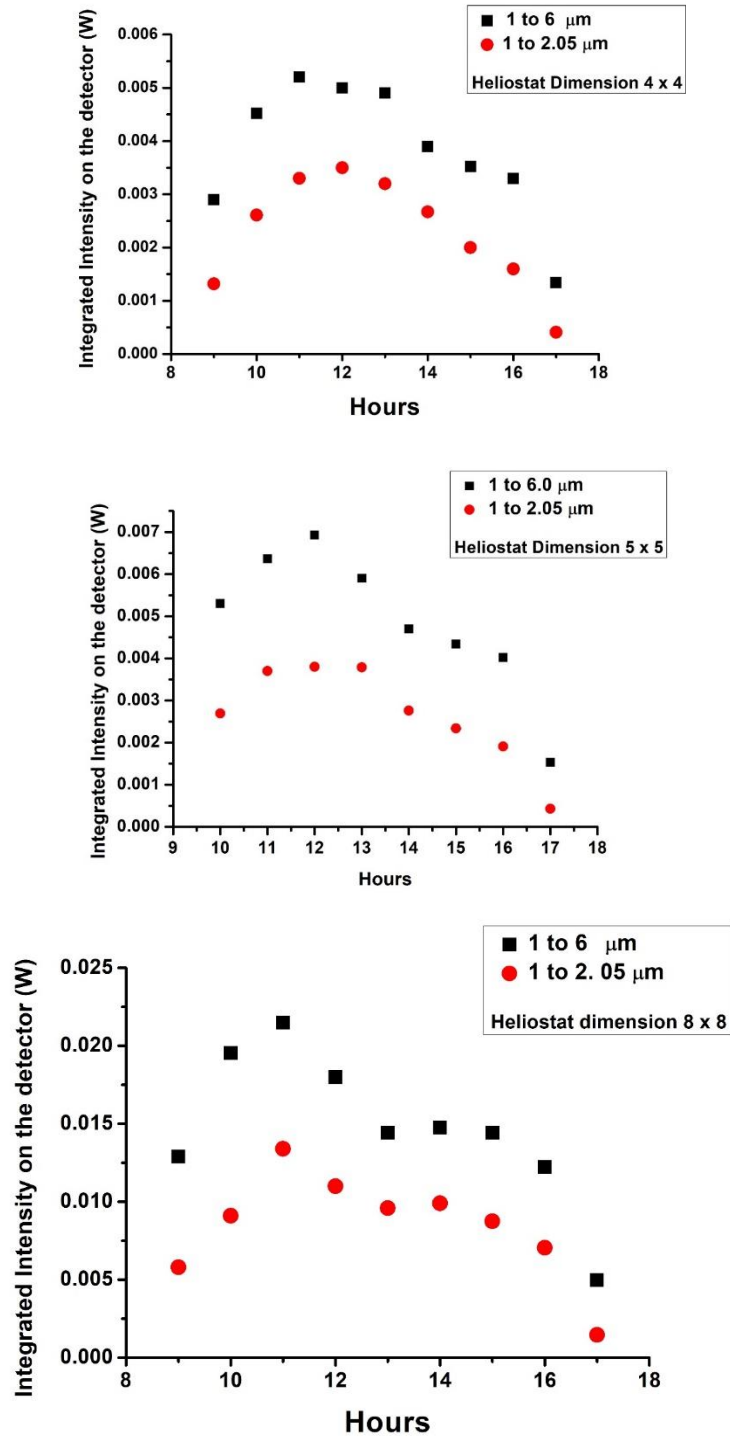 1 to 6 μm
1 to 2.05 μm
Heliostat Dimension 4 x 4
Integrated Intensity on the detector (W)
0.006
0.005
0.004
0.003
0.002
0.001
0.000
8 10 12 14 16 18
Hours
1 to 6.0 μm
1 to 2.05 μm
Heliostat Dimension 5 x 5
Integrated Intensity on the detector (W)
0.007
0.006
0.005
0.004
0.003
0.002
0.001
0.000
9 10 11 12 13 14 15 16 17 18
Hours
1 to 6 μm
1 to 2. 05 μm
Heliostat dimension 8 x 8
Integrated Intensity on the detector (W)
0.025
0.020
0.015
0.010
0.005
0.000
8 10 12 14 16 18
Hours